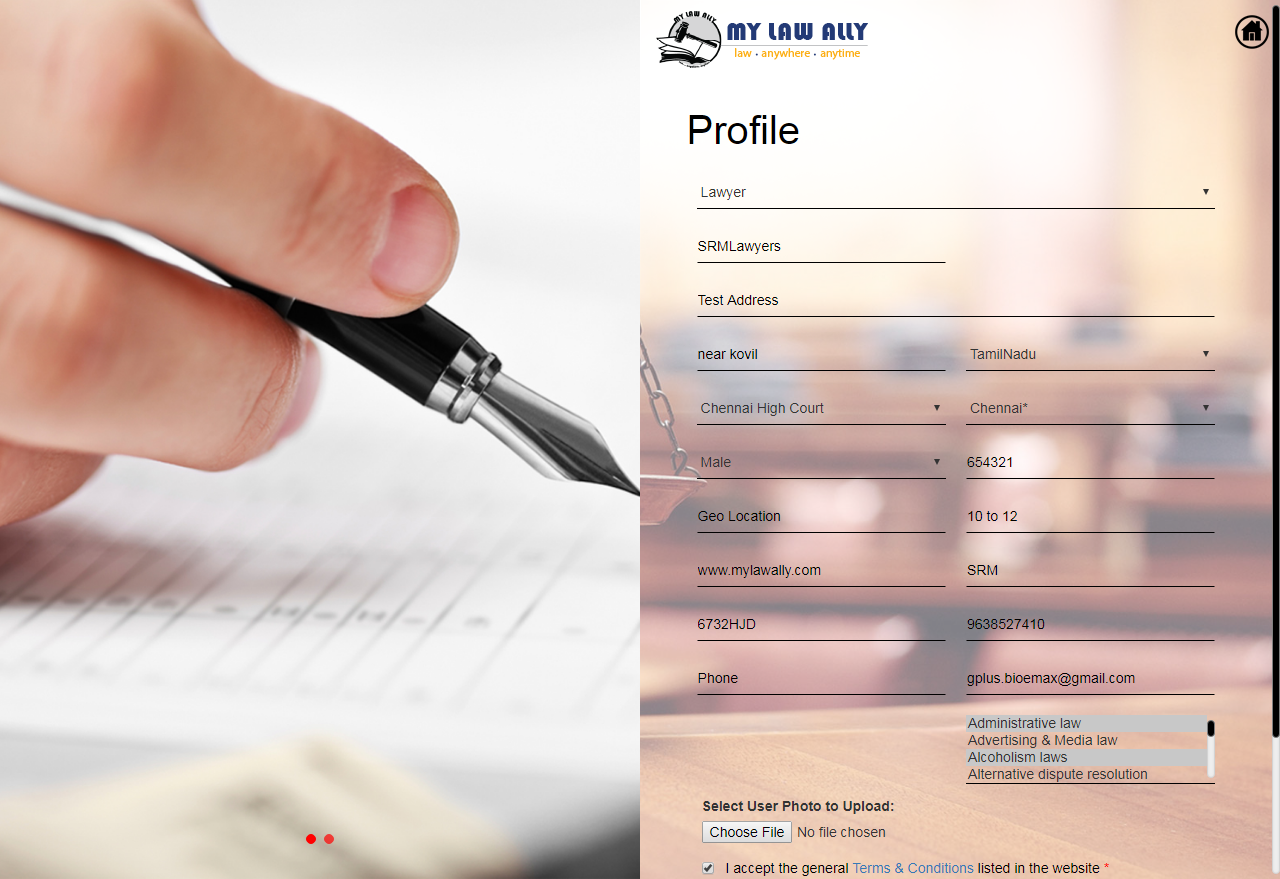 MY LAW ALLY
MY LAW ALLY
law • anywhere • anytime
Profile
Lawyer
SRMLawyers
Test Address
near kovil TamilNadu
Chennai High Court Chennai*
Male 654321
Geo Location 10 to 12
www.mylawally.com SRM
6732HJD 9638527410
Phone gplus.bioemax@gmail.com
Administrative law
Advertising & Media law
Alcoholism laws
Alternative dispute resolution
Select User Photo to Upload:
Choose File No file chosen
I accept the general Terms & Conditions listed in the website *